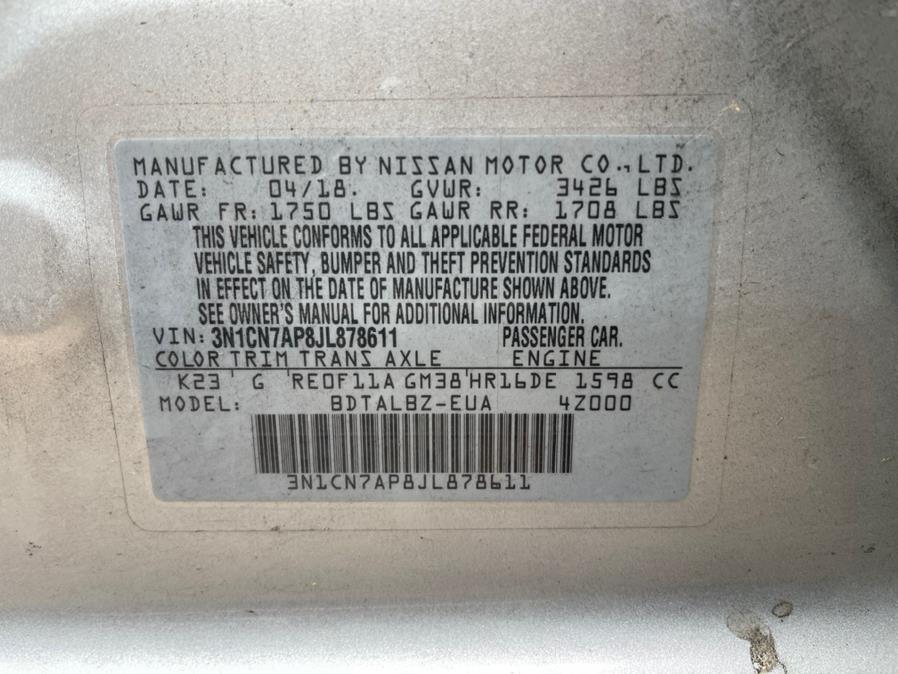 MANUFACTURED BY NISSAN MOTOR CO., LTD.
DATE: 04/18. GVWR: 3426 LBS
GAWR FR: 1750 LBS GAWR RR: 1708 LBS
THIS VEHICLE CONFORMS TO ALL APPLICABLE FEDERAL MOTOR
VEHICLE SAFETY, BUMPER AND THEFT PREVENTION STANDARDS
IN EFFECT ON THE DATE OF MANUFACTURE SHOWN ABOVE.
SEE OWNER'S MANUAL FOR ADDITIONAL INFORMATION.
VIN: 3N1CN7AP8JL878611 PASSENGER CAR.
COLOR TRIM TRANS AXLE ENGINE
K23 G RE0F11A GM38 HR16DE 1598 CC
MODEL: BDTALBZ-EUA 4Z000
3N1CN7AP8JL878611